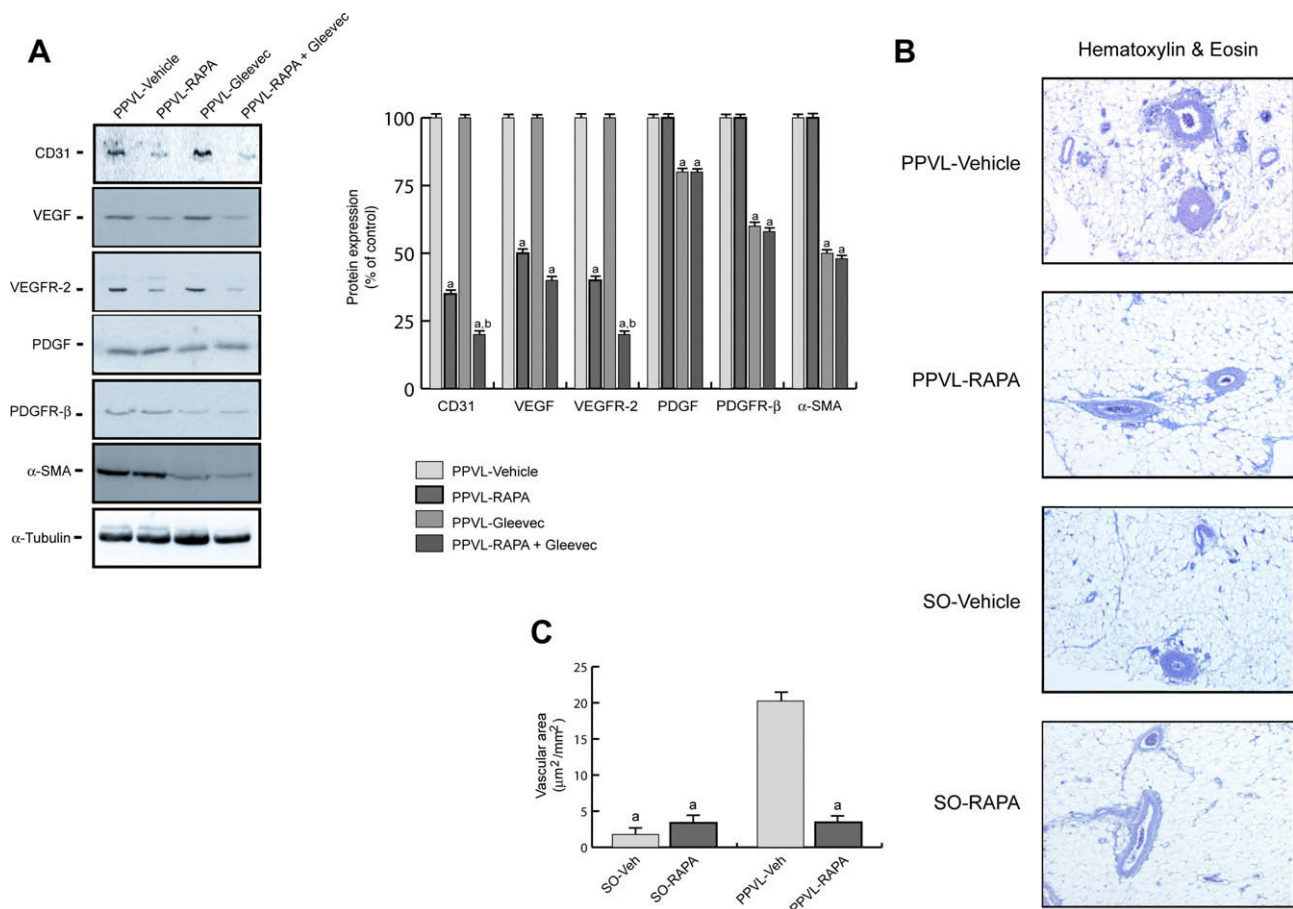 A
PPVL-Vehicle
PPVL-RAPA
PPVL-Gleevec
PPVL-RAPA + Gleevec
CD31
VEGF
VEGFR-2
PDGF
PDGFR-β
α-SMA
α-Tubulin
Protein expression
(% of control)
100
75
50
25
0
a
a,b
a
a
a
a,b
a
a
a
a
a
a
CD31
VEGF
VEGFR-2
PDGF
PDGFR-β
α-SMA
PPVL-Vehicle
PPVL-RAPA
PPVL-Gleevec
PPVL-RAPA + Gleevec
B
Hematoxylin & Eosin
PPVL-Vehicle
PPVL-RAPA
SO-Vehicle
SO-RAPA
C
Vascular area
(µm²/mm²)
25
20
15
10
5
0
a
a
a
SO-Veh
SO-RAPA
PPVL-Veh
PPVL-RAPA